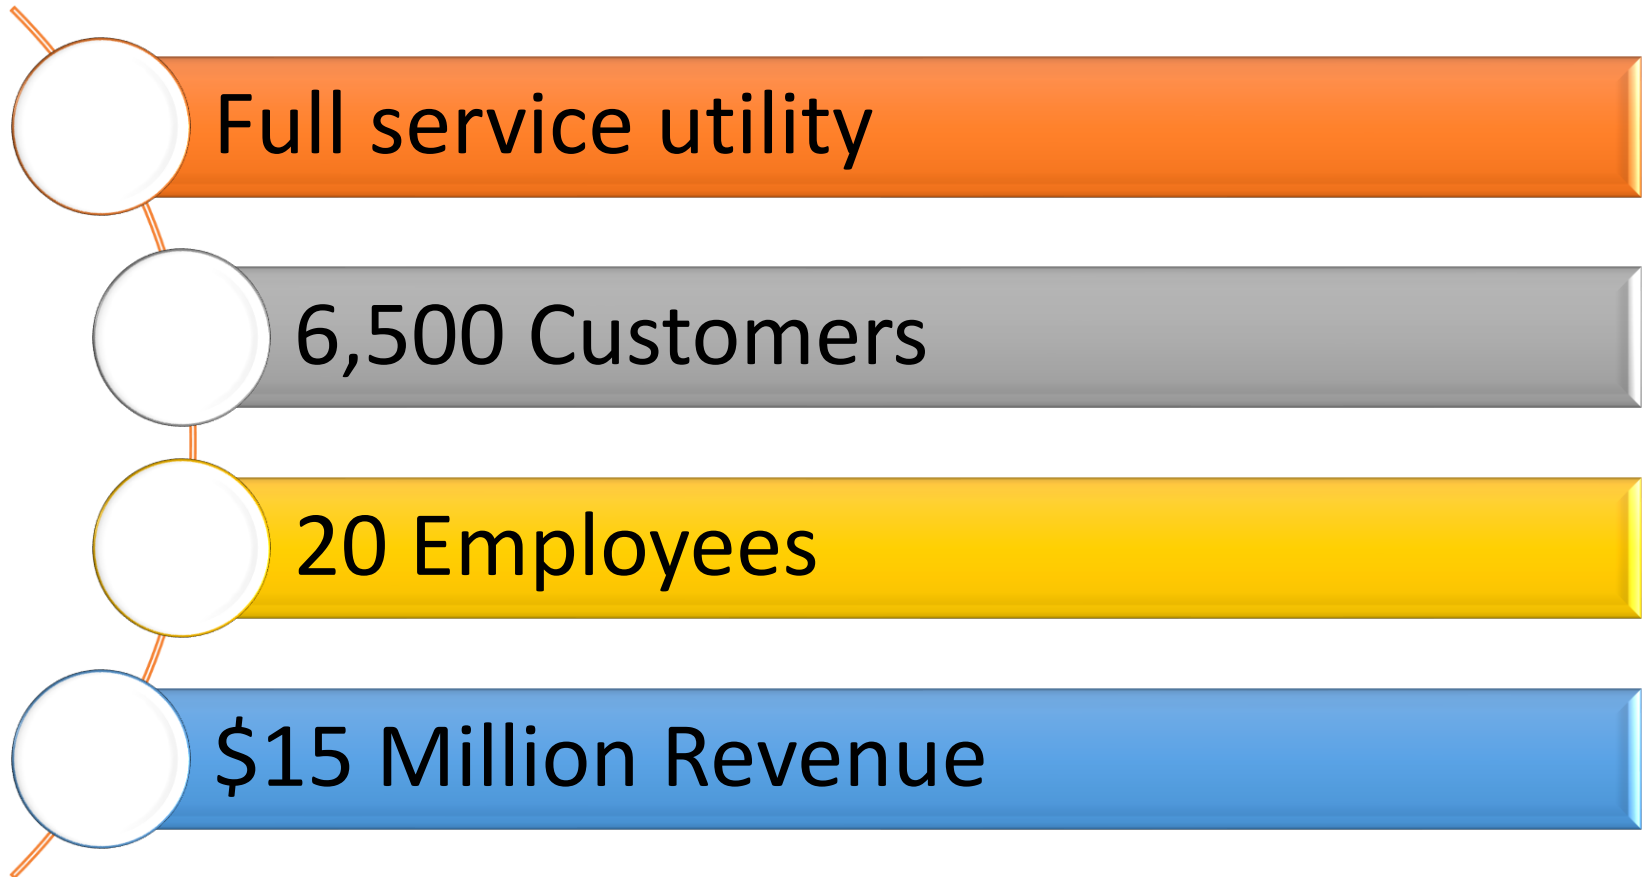 Full service utility
6,500 Customers
20 Employees
$15 Million Revenue